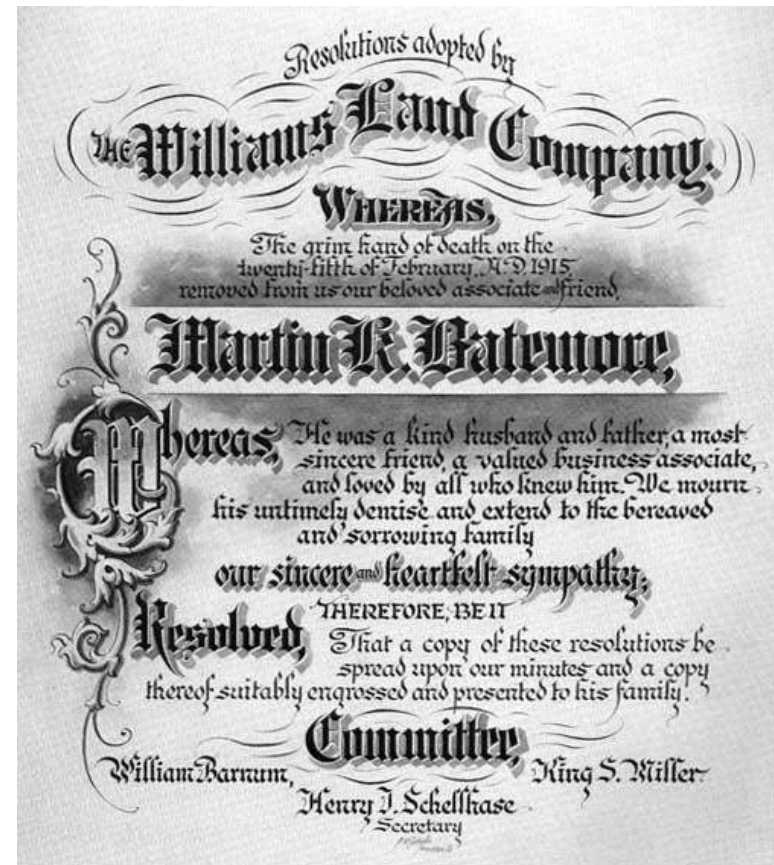 Resolutions adopted by
THE Williams Land Company.
WHEREAS,
The grim hand of death on the
twenty-fifth of February, A.D. 1915,
removed from us our beloved associate and friend,
Martin K. Batemore,
Whereas, He was a kind husband and father, a most
sincere friend, a valued business associate,
and loved by all who knew him. We mourn
his untimely demise and extend to the bereaved
and sorrowing family
our sincere and heartfelt sympathy;
THEREFORE, BE IT
Resolved, That a copy of these resolutions be
spread upon our minutes and a copy
thereof suitably engrossed and presented to his family.
Committee,
William Barnum, King S. Miller
Henry J. Schellhase
Secretary